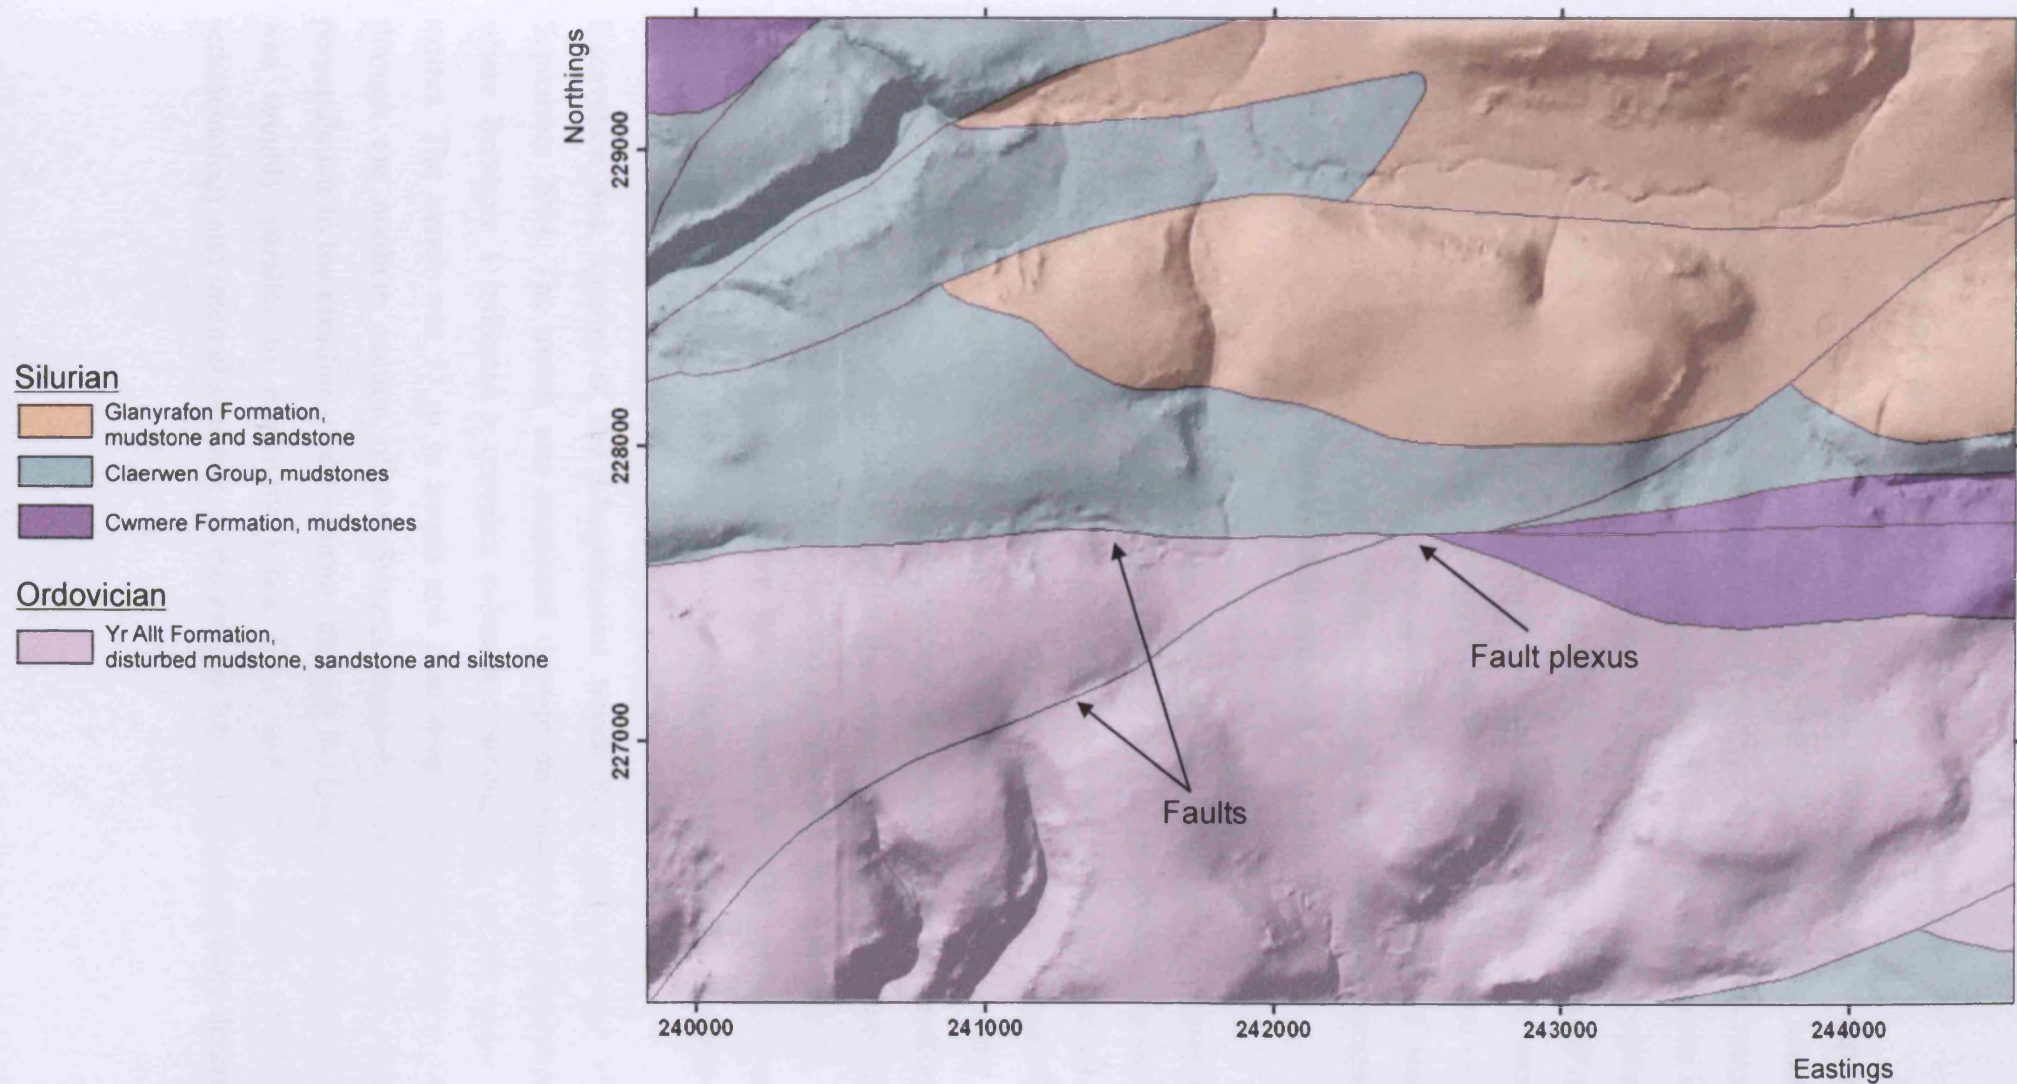 Silurian
Glanyrafon Formation,
mudstone and sandstone
Claerwen Group, mudstones
Cwmere Formation, mudstones
Ordovician
Yr Allt Formation,
disturbed mudstone, sandstone and siltstone
Northings
229000
228000
227000
Fault plexus
Faults
240000
241000
242000
243000
244000
Eastings